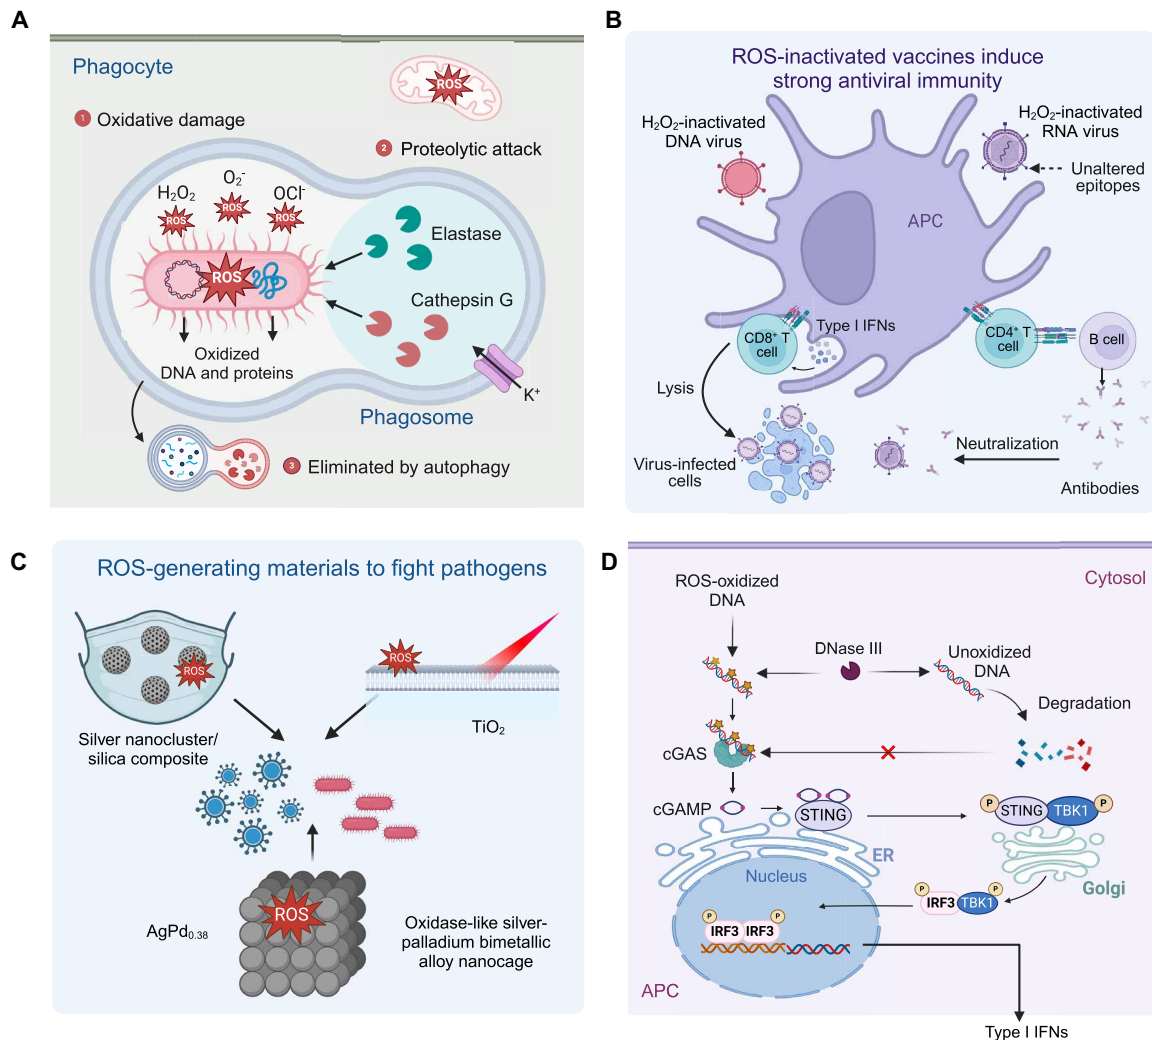 A
Phagocyte
ROS
1 Oxidative damage
2 Proteolytic attack
H₂O₂
O₂⁻
OCl⁻
ROS
ROS
ROS
ROS
Elastase
Cathepsin G
Oxidized
DNA and proteins
K⁺
Phagosome
3 Eliminated by autophagy
B
ROS-inactivated vaccines induce
strong antiviral immunity
H₂O₂-inactivated
DNA virus
H₂O₂-inactivated
RNA virus
Unaltered
epitopes
APC
Type I IFNs
CD8⁺ T
cell
CD4⁺ T
cell
B cell
Lysis
Virus-infected
cells
Neutralization
Antibodies
C
ROS-generating materials to fight pathogens
ROS
ROS
TiO₂
Silver nanocluster/
silica composite
ROS
AgPd₀.₃₈
Oxidase-like silver-
palladium bimetallic
alloy nanocage
D
Cytosol
ROS-oxidized
DNA
DNase III
Unoxidized
DNA
Degradation
cGAS
cGAMP
STING
P
STING
TBK1
P
ER
Golgi
Nucleus
P
P
IRF3
TBK1
P
P
IRF3
IRF3
APC
Type I IFNs